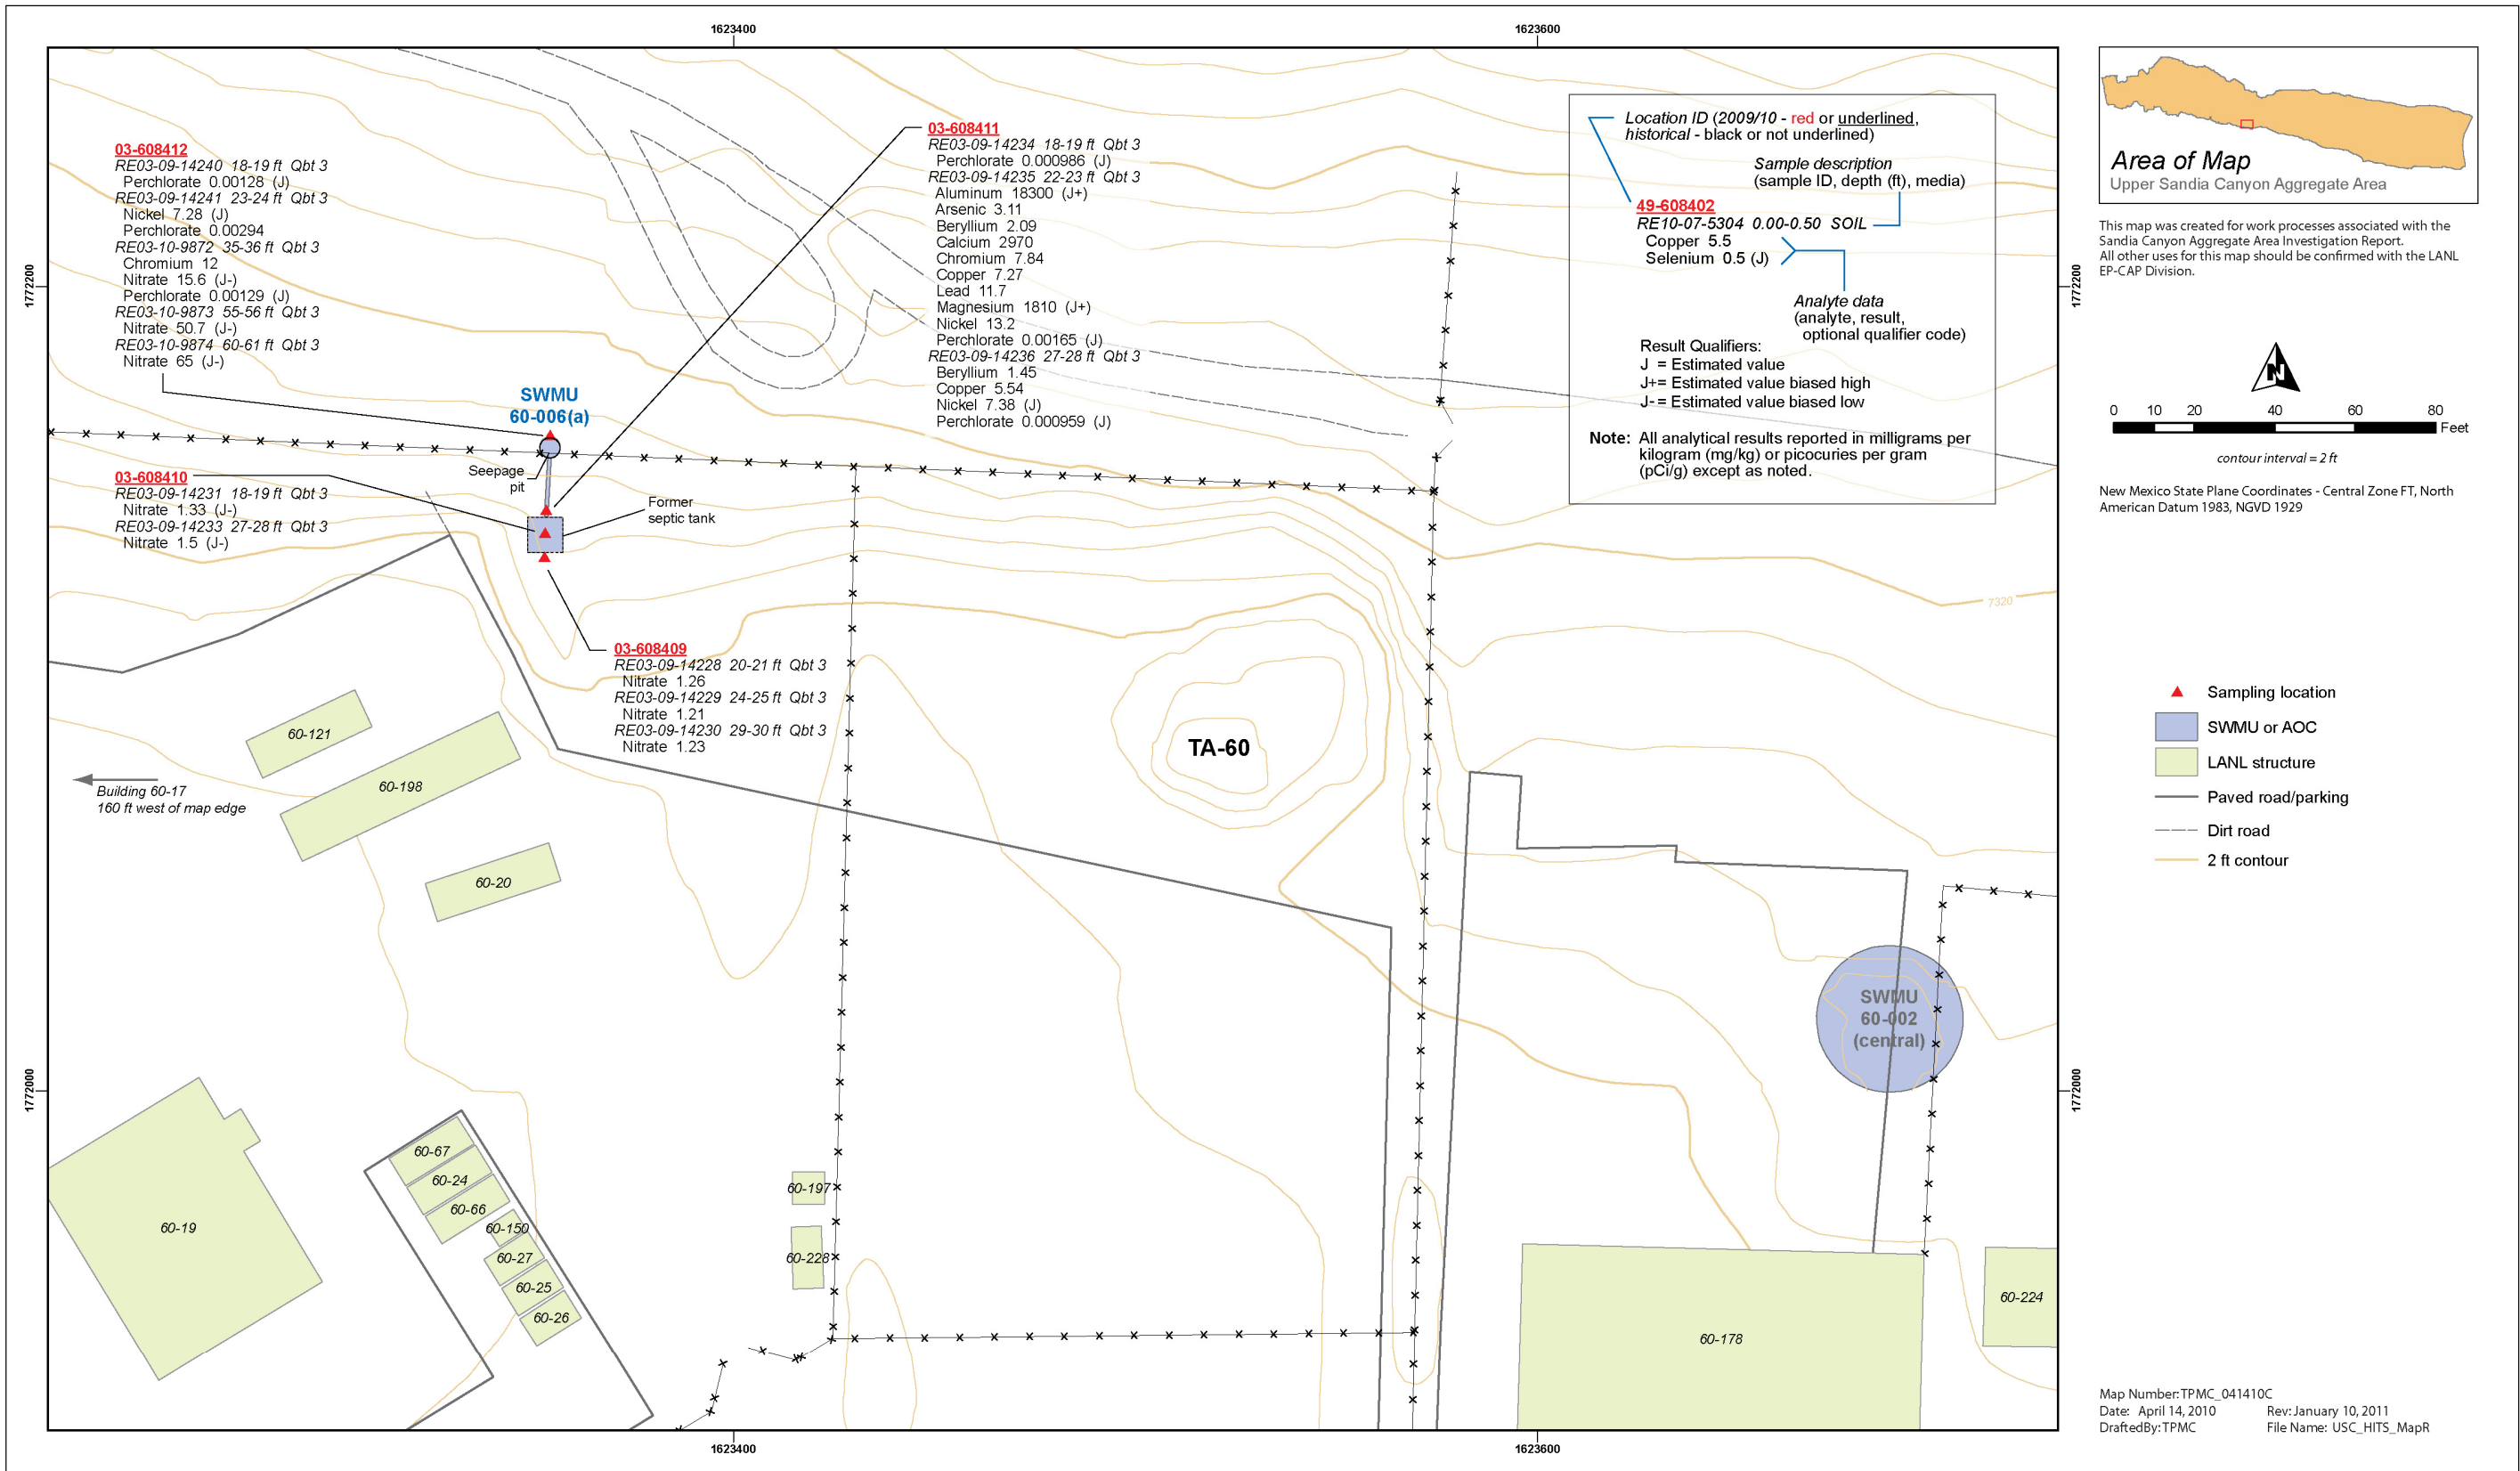 1623400
1623600
1772200
1772000
1772200
1772000
1623400
1623600
03-608412
RE03-09-14240 18-19 ft Qbt 3
Perchlorate 0.00128 (J)
RE03-09-14241 23-24 ft Qbt 3
Nickel 7.28 (J)
Perchlorate 0.00294
RE03-10-9872 35-36 ft Qbt 3
Chromium 12
Nitrate 15.6 (J-)
Perchlorate 0.00129 (J)
RE03-10-9873 55-56 ft Qbt 3
Nitrate 50.7 (J-)
RE03-10-9874 60-61 ft Qbt 3
Nitrate 65 (J-)
03-608411
RE03-09-14234 18-19 ft Qbt 3
Perchlorate 0.000986 (J)
RE03-09-14235 22-23 ft Qbt 3
Aluminum 18300 (J+)
Arsenic 3.11
Beryllium 2.09
Calcium 2970
Chromium 7.84
Copper 7.27
Lead 11.7
Magnesium 1810 (J+)
Nickel 13.2
Perchlorate 0.00165 (J)
RE03-09-14236 27-28 ft Qbt 3
Beryllium 1.45
Copper 5.54
Nickel 7.38 (J)
Perchlorate 0.000959 (J)
SWMU
60-006(a)
Seepage
pit
Former
septic tank
03-608410
RE03-09-14231 18-19 ft Qbt 3
Nitrate 1.33 (J-)
RE03-09-14233 27-28 ft Qbt 3
Nitrate 1.5 (J-)
03-608409
RE03-09-14228 20-21 ft Qbt 3
Nitrate 1.26
RE03-09-14229 24-25 ft Qbt 3
Nitrate 1.21
RE03-09-14230 29-30 ft Qbt 3
Nitrate 1.23
Location ID (2009/10 - red or underlined,
historical - black or not underlined)
Sample description
(sample ID, depth (ft), media)
49-608402
RE10-07-5304 0.00-0.50 SOIL
Copper 5.5
Selenium 0.5 (J)
Analyte data
(analyte, result,
optional qualifier code)
Result Qualifiers:
J = Estimated value
J+= Estimated value biased high
J-= Estimated value biased low
Note: All analytical results reported in milligrams per
kilogram (mg/kg) or picocuries per gram
(pCi/g) except as noted.
7320
TA-60
60-121
60-198
60-20
Building 60-17
160 ft west of map edge
SWMU
60-002
(central)
60-19
60-67
60-24
60-66
60-150
60-27
60-25
60-26
60-197
60-228
60-178
60-224
Area of Map
Upper Sandia Canyon Aggregate Area
This map was created for work processes associated with the
Sandia Canyon Aggregate Area Investigation Report.
All other uses for this map should be confirmed with the LANL
EP-CAP Division.
N
0 10 20 40 60 80
Feet
contour interval = 2 ft
New Mexico State Plane Coordinates - Central Zone FT, North
American Datum 1983, NGVD 1929
Sampling location
SWMU or AOC
LANL structure
Paved road/parking
Dirt road
2 ft contour
Map Number: TPMC_041410C
Date: April 14, 2010 Rev: January 10, 2011
DraftedBy: TPMC File Name: USC_HITS_MapR